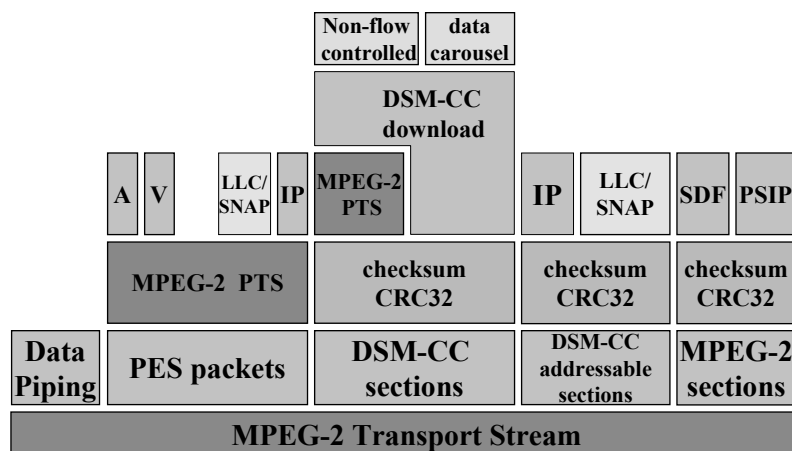 Non-flow
controlled
data
carousel
DSM-CC
download
A
V
LLC/
SNAP
IP
MPEG-2
PTS
IP
LLC/
SNAP
SDF
PSIP
MPEG-2 PTS
checksum
CRC32
checksum
CRC32
checksum
CRC32
Data
Piping
PES packets
DSM-CC
sections
DSM-CC
addressable
sections
MPEG-2
sections
MPEG-2 Transport Stream